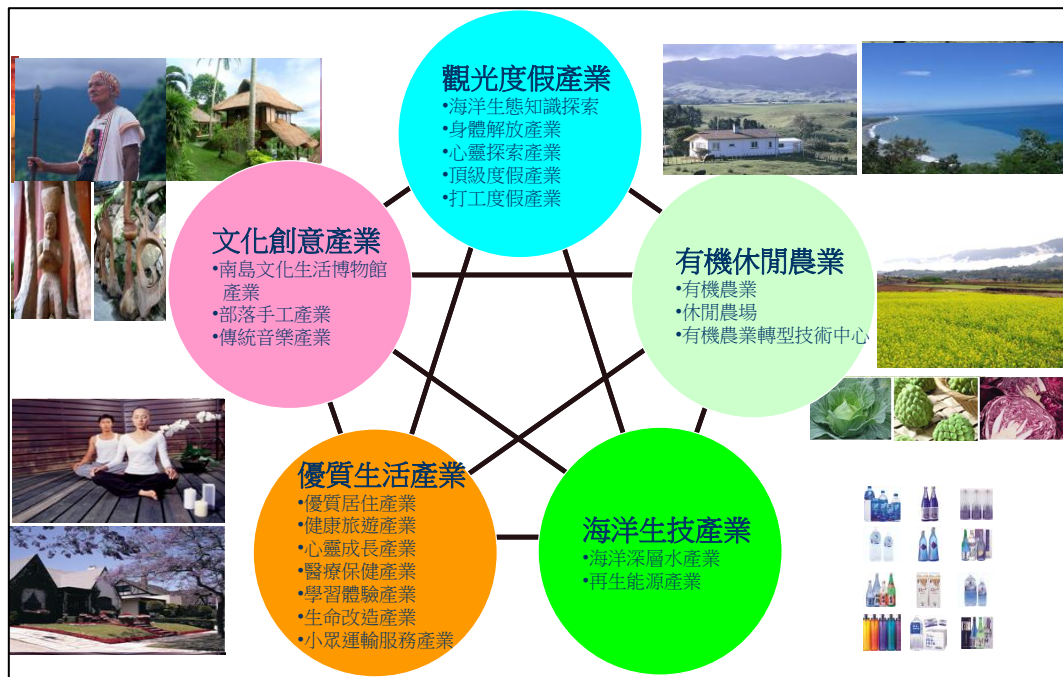 觀光度假產業
•海洋生態知識探索
•身體解放產業
•心靈探索產業
•頂級度假產業
•打工度假產業
文化創意產業
•南島文化生活博物館
產業
•部落手工產業
•傳統音樂產業
有機休閒農業
•有機農業
•休閒農場
•有機農業轉型技術中心
優質生活產業
•優質居住產業
•健康旅遊產業
•心靈成長產業
•醫療保健產業
•學習體驗產業
•生命改造產業
•小眾運輸服務產業
海洋生技產業
•海洋深層水產業
•再生能源產業